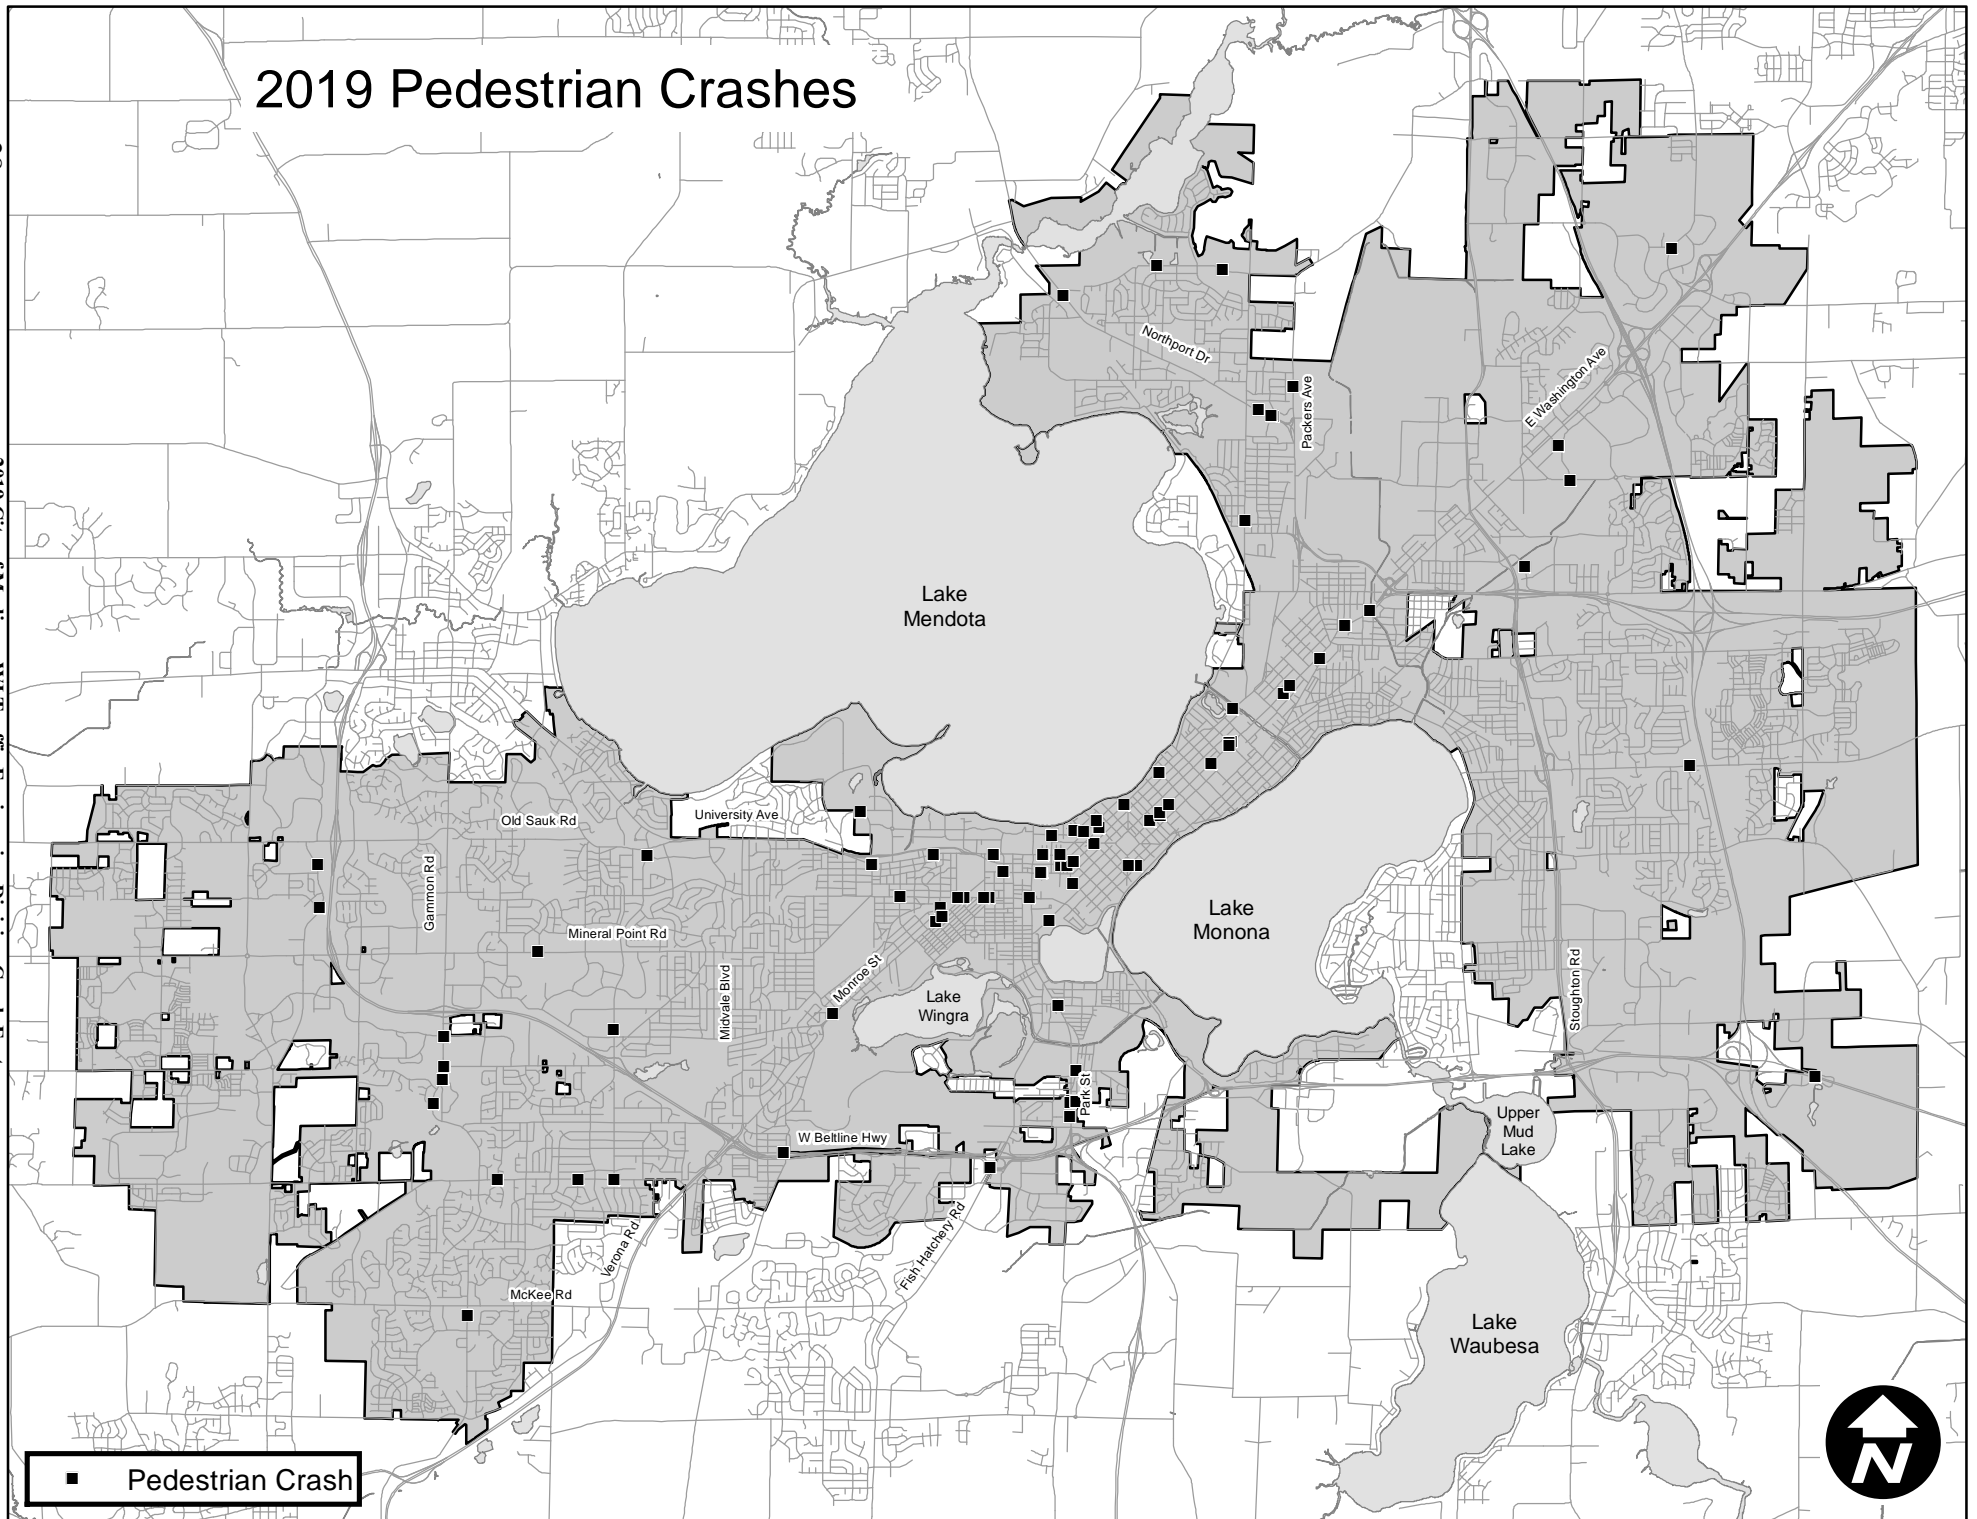 2019 Pedestrian Crashes
Northport Dr
Packers Ave
E Washington Ave
Lake
Mendota
Old Sauk Rd
University Ave
Gammon Rd
Mineral Point Rd
Midvale Blvd
Monroe St
Lake
Monona
Lake
Wingra
Stoughton Rd
Park St
W Beltline Hwy
Upper
Mud
Lake
Verona Rd
Fish Hatchery Rd
McKee Rd
Lake
Waubesa
Pedestrian Crash
N